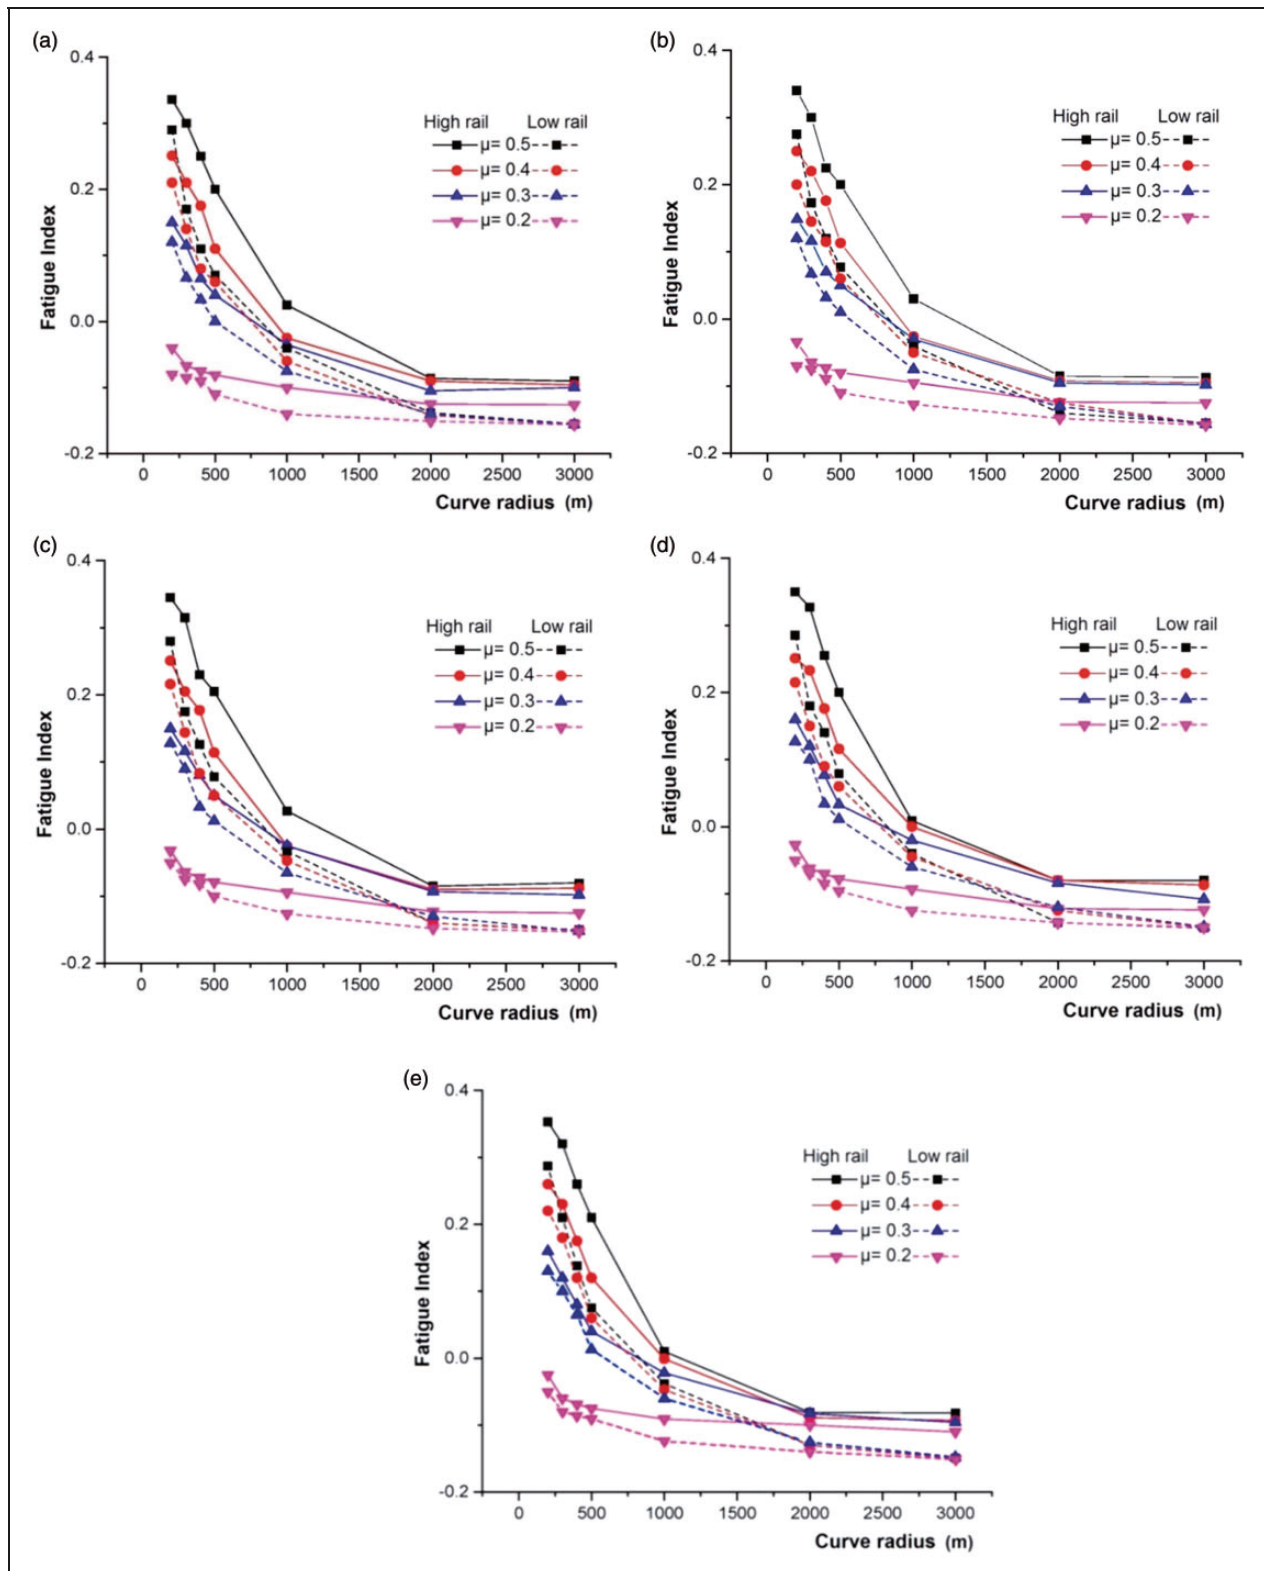 (a)
0.4
0.2
0.0
-0.2
Fatigue Index
High rail Low rail
μ= 0.5
μ= 0.4
μ= 0.3
μ= 0.2
0 500 1000 1500 2000 2500 3000
Curve radius (m)
(b)
0.4
0.2
0.0
-0.2
Fatigue Index
High rail Low rail
μ= 0.5
μ= 0.4
μ= 0.3
μ= 0.2
0 500 1000 1500 2000 2500 3000
Curve radius (m)
(c)
0.4
0.2
0.0
-0.2
Fatigue Index
High rail Low rail
μ= 0.5
μ= 0.4
μ= 0.3
μ= 0.2
0 500 1000 1500 2000 2500 3000
Curve radius (m)
(d)
0.4
0.2
0.0
-0.2
Fatigue Index
High rail Low rail
μ= 0.5
μ= 0.4
μ= 0.3
μ= 0.2
0 500 1000 1500 2000 2500 3000
Curve radius (m)
(e)
0.4
0.2
0.0
-0.2
Fatigue Index
High rail Low rail
μ= 0.5
μ= 0.4
μ= 0.3
μ= 0.2
0 500 1000 1500 2000 2500 3000
Curve radius (m)